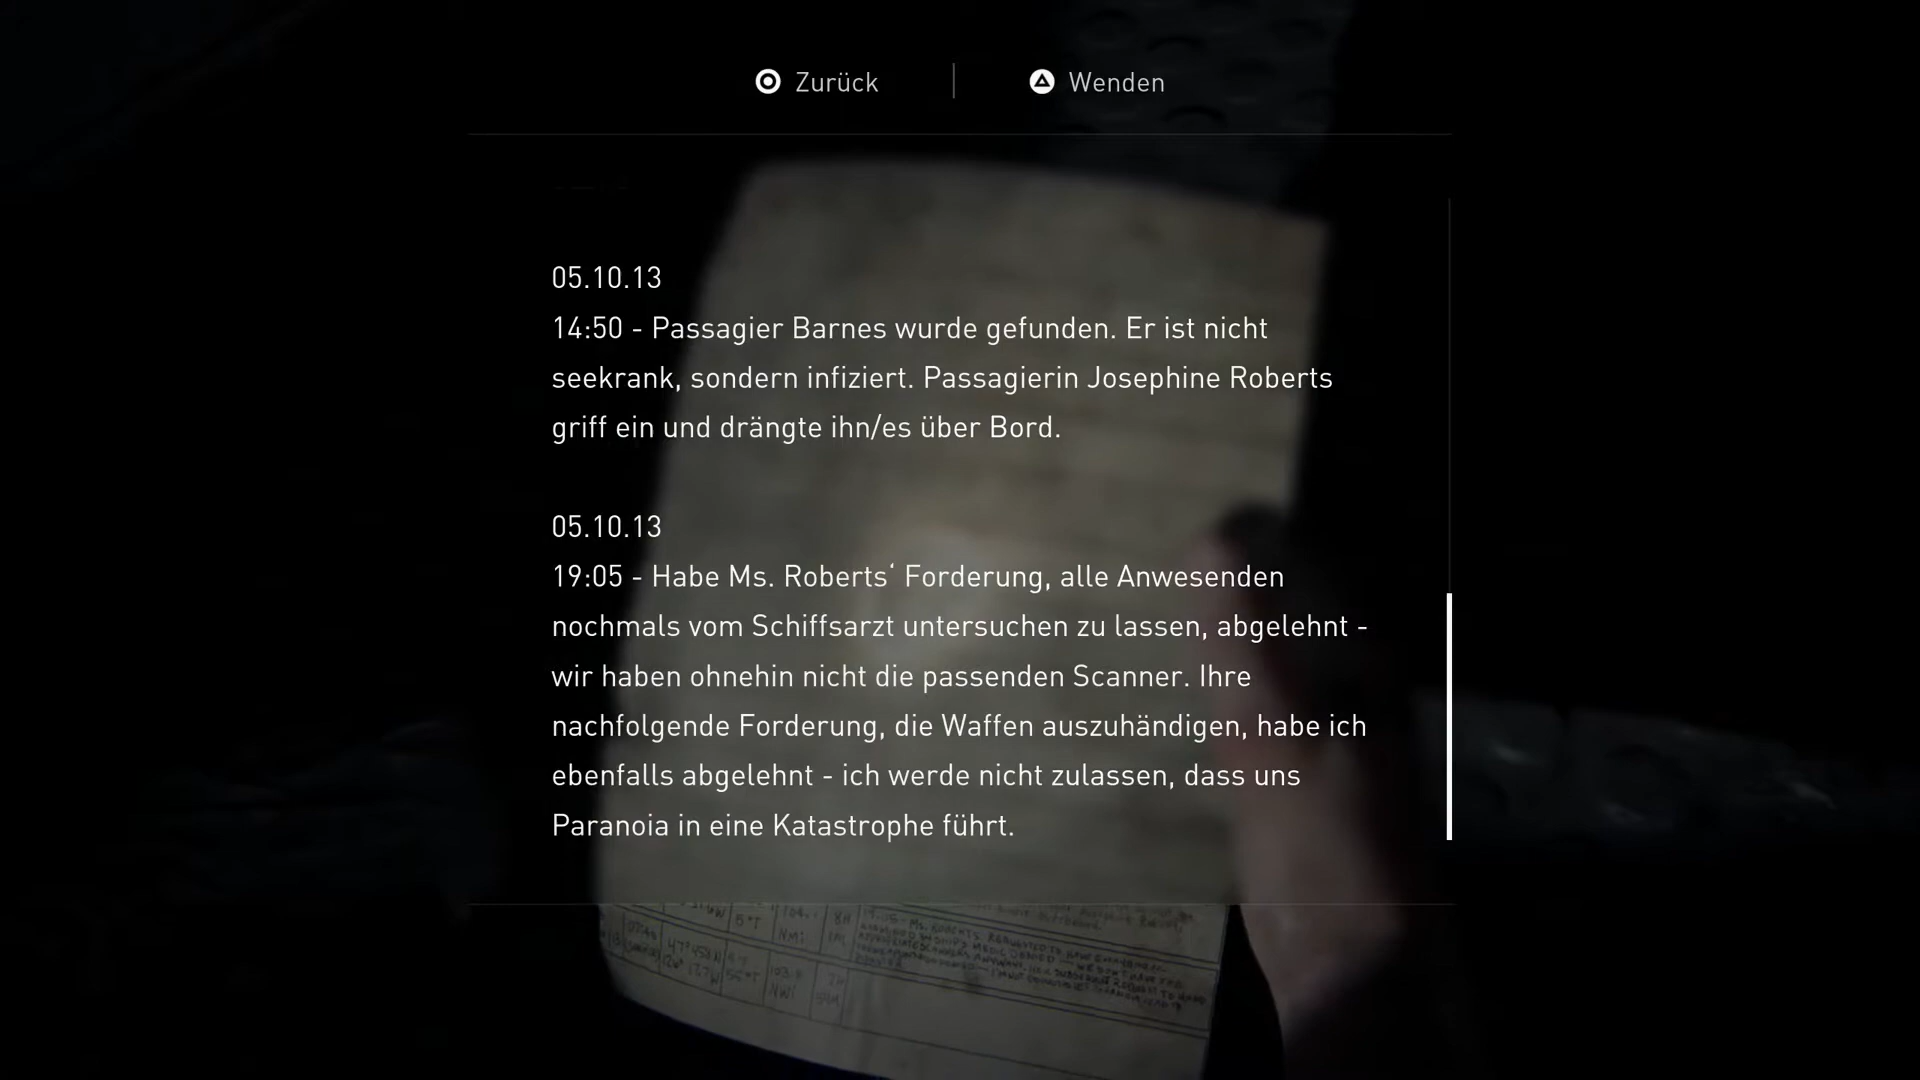 Zurück
Wenden
05.10.13
14:50 - Passagier Barnes wurde gefunden. Er ist nicht
seekrank, sondern infiziert. Passagierin Josephine Roberts
griff ein und drängte ihn/es über Bord.
05.10.13
19:05 - Habe Ms. Roberts‘ Forderung, alle Anwesenden
nochmals vom Schiffsarzt untersuchen zu lassen, abgelehnt -
wir haben ohnehin nicht die passenden Scanner. Ihre
nachfolgende Forderung, die Waffen auszuhändigen, habe ich
ebenfalls abgelehnt - ich werde nicht zulassen, dass uns
Paranoia in eine Katastrophe führt.